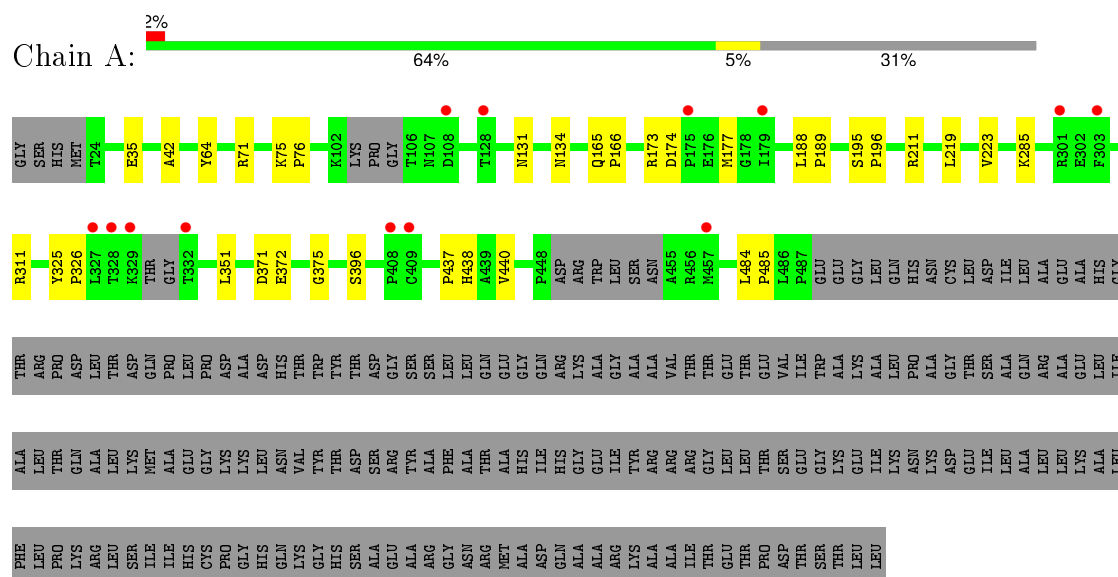 2%
Chain A:
64% 5% 31%
GLY SER HIS MET T24 E35 A42 Y64 R71 K75 P76 K102 LYS PRO GLY T106 N107 D108 T128 N131 N134 Q165 P166 R173 D174 P175 E176 M177 G178 I179 L188 P189 S195 P196 R211 L219 V223 K285 R301 E302 F303
R311 Y325 P326 L327 T328 K329 THR GLY T332 L351 D371 E372 G375 S396 P408 C409 P437 H438 A439 V440 P448 ASP ARG TRP LEU SER ASN A455 R456 M457 L484 P485 L486 P487 GLU GLU GLY LEU GLN HIS ASN CYS LEU ASP ILE LEU ALA GLU ALA HIS GLY
THR ARG PRO ASP LEU THR ASP GLN PRO LEU PRO ASP ALA ASP HIS THR TRP TYR THR ASP GLY SER SER LEU LEU GLN GLU GLY GLN ARG LYS ALA GLY ALA ALA VAL THR THR GLU THR GLU VAL ILE TRP ALA LYS ALA LEU PRO ALA GLY THR SER ALA GLN ARG ALA GLU LEU ILE
ALA LEU THR GLN ALA LEU LYS MET ALA GLU GLY LYS LYS LEU ASN VAL TYR THR ASP SER ARG TYR ALA PHE ALA THR ALA HIS ILE HIS GLY GLU ILE TYR ARG ARG ARG GLY LEU LEU THR SER GLU GLY LYS GLU ILE LYS ASN LYS ASP GLU ILE LEU ALA LEU LEU LYS ALA LEU
PHE LEU PRO LYS ARG LEU SER ILE ILE HIS CYS PRO GLY HIS GLN LYS GLY HIS SER ALA GLU ALA ARG GLY ASN ARG MET ALA ASP GLN ALA ALA ARG LYS ALA ALA ILE THR GLU THR PRO ASP THR SER THR LEU LEU